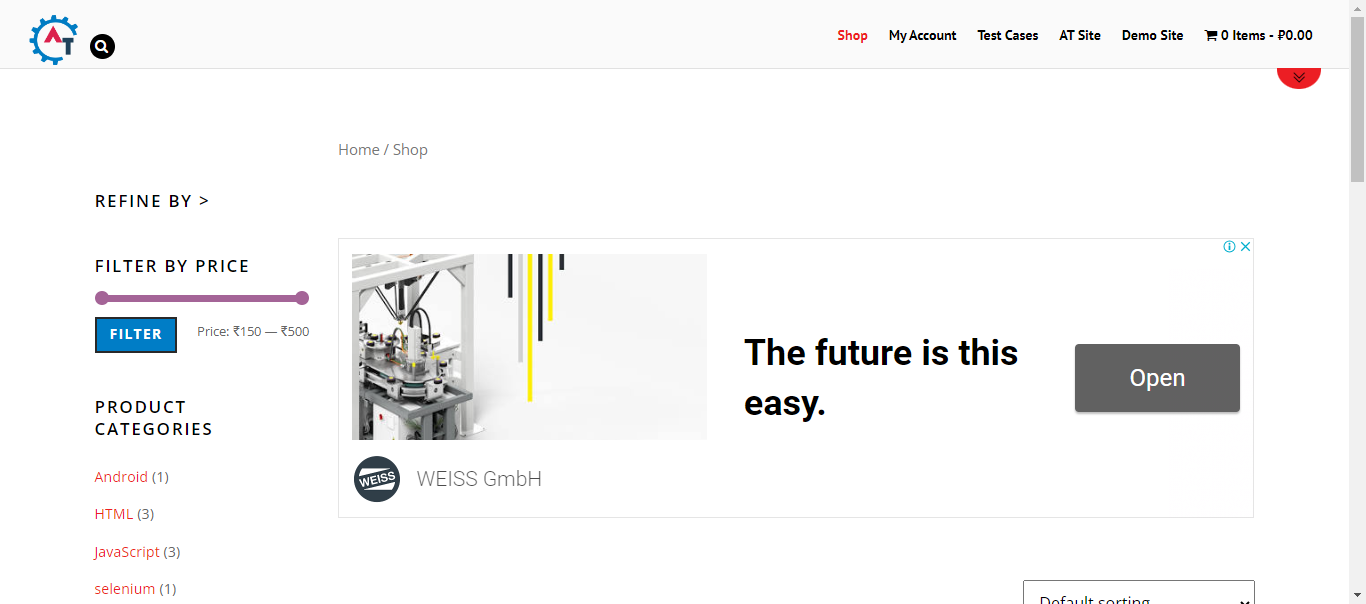 AT
Shop
My Account
Test Cases
AT Site
Demo Site
0 Items - ₽0.00
Home / Shop
REFINE BY >
FILTER BY PRICE
FILTER
Price: ₹150 — ₹500
PRODUCT
CATEGORIES
Android (1)
HTML (3)
JavaScript (3)
selenium (1)
The future is this
easy.
Open
WEISS
WEISS GmbH
Default sorting